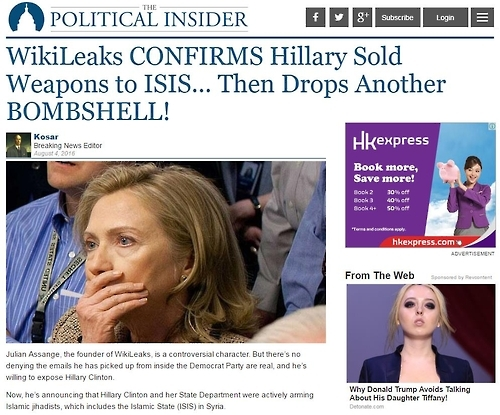 THE
POLITICAL INSIDER
Subscribe
Login
WikiLeaks CONFIRMS Hillary Sold
Weapons to ISIS... Then Drops Another
BOMBSHELL!
Kosar
Breaking News Editor
August 4, 2016
Julian Assange, the founder of WikiLeaks, is a controversial character. But there's no
denying the emails he has picked up from inside the Democrat Party are real, and he's
willing to expose Hillary Clinton.
Now, he's announcing that Hillary Clinton and her State Department were actively arming
Islamic jihadists, which includes the Islamic State (ISIS) in Syria.
HKexpress
Book more,
Save more!
Book 2 30% off
Book 3 40% off
Book 4+ 50% off
*Terms and conditions apply.
hkexpress.com
ADVERTISEMENT
From The Web
Sponsored by Revcontent
Why Donald Trump Avoids Talking
About His Daughter Tiffany!
Detonate.com